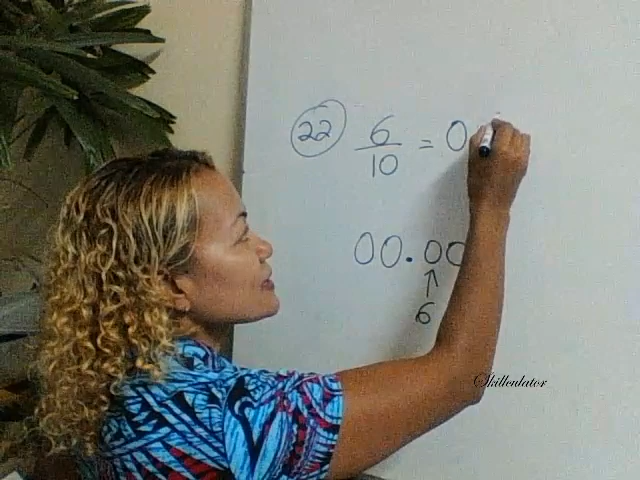 22 6/10 = 0
00.00
↑
6
Skillculator